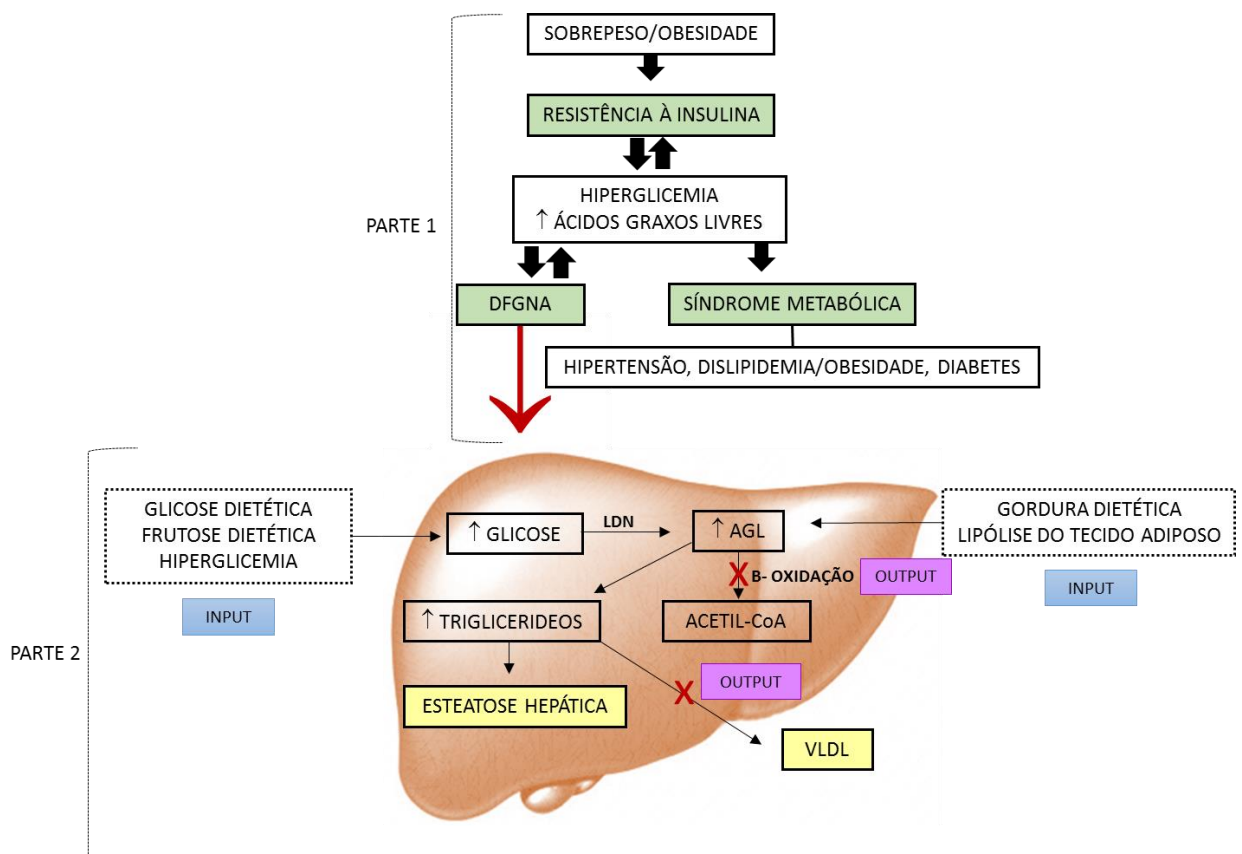 SOBREPESO/OBESIDADE
RESISTÊNCIA À INSULINA
HIPERGLICEMIA
↑ ÁCIDOS GRAXOS LIVRES
PARTE 1
DFGNA
SÍNDROME METABÓLICA
HIPERTENSÃO, DISLIPIDEMIA/OBESIDADE, DIABETES
PARTE 2
GLICOSE DIETÉTICA
FRUTOSE DIETÉTICA
HIPERGLICEMIA
INPUT
↑ GLICOSE
LDN
↑ AGL
GORDURA DIETÉTICA
LIPÓLISE DO TECIDO ADIPOSO
INPUT
X B- OXIDAÇÃO
OUTPUT
↑ TRIGLICERIDEOS
ACETIL-CoA
ESTEATOSE HEPÁTICA
X
OUTPUT
VLDL